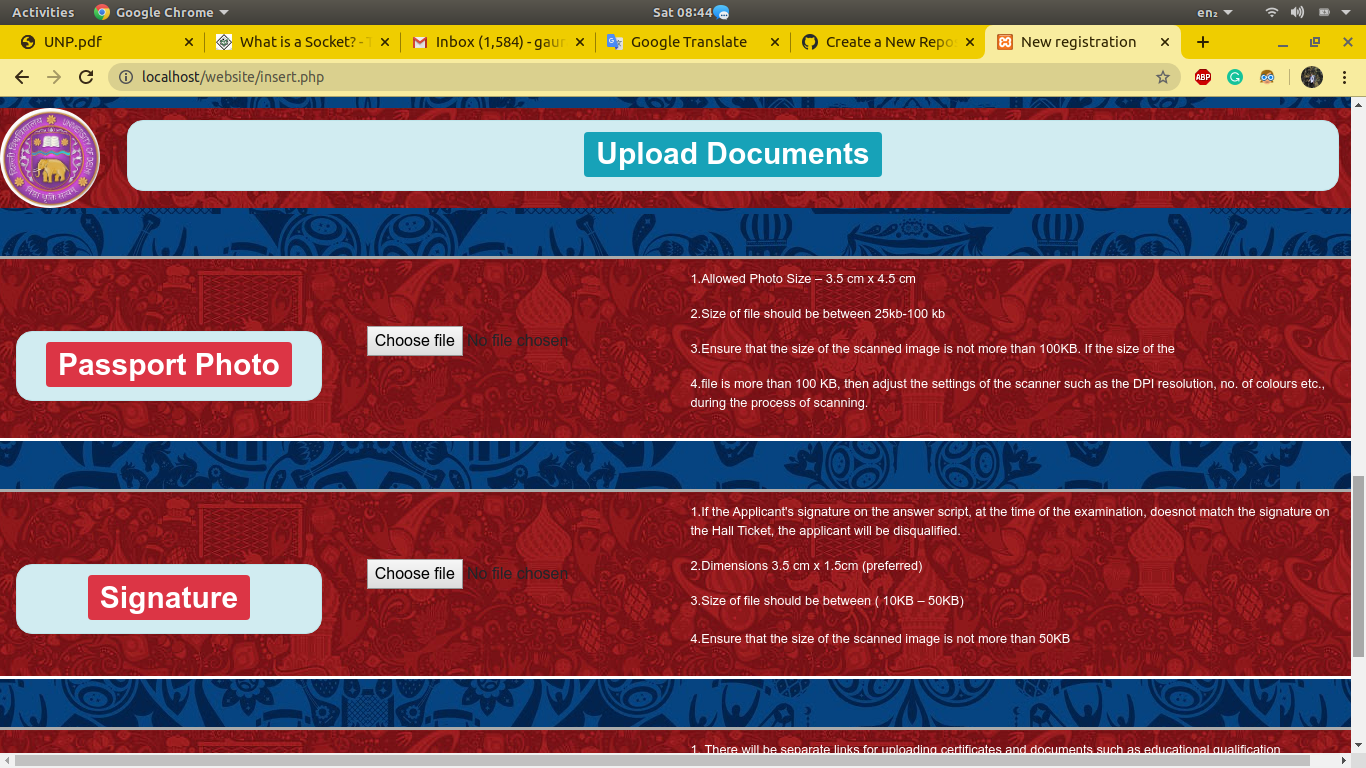 Activities Google Chrome Sat 08:44 en₂
UNP.pdf What is a Socket? - T Inbox (1,584) - gaur Google Translate Create a New Repo New registration
localhost/website/insert.php
ABP
UNIVERSITY OF DELHI
Upload Documents
1.Allowed Photo Size – 3.5 cm x 4.5 cm
2.Size of file should be between 25kb-100 kb
Choose file No file chosen
3.Ensure that the size of the scanned image is not more than 100KB. If the size of the
Passport Photo
4.file is more than 100 KB, then adjust the settings of the scanner such as the DPI resolution, no. of colours etc.,
during the process of scanning.
1.If the Applicant's signature on the answer script, at the time of the examination, doesnot match the signature on
the Hall Ticket, the applicant will be disqualified.
2.Dimensions 3.5 cm x 1.5cm (preferred)
Choose file No file chosen
Signature
3.Size of file should be between ( 10KB – 50KB)
4.Ensure that the size of the scanned image is not more than 50KB
1. There will be separate links for uploading certificates and documents such as educational qualification